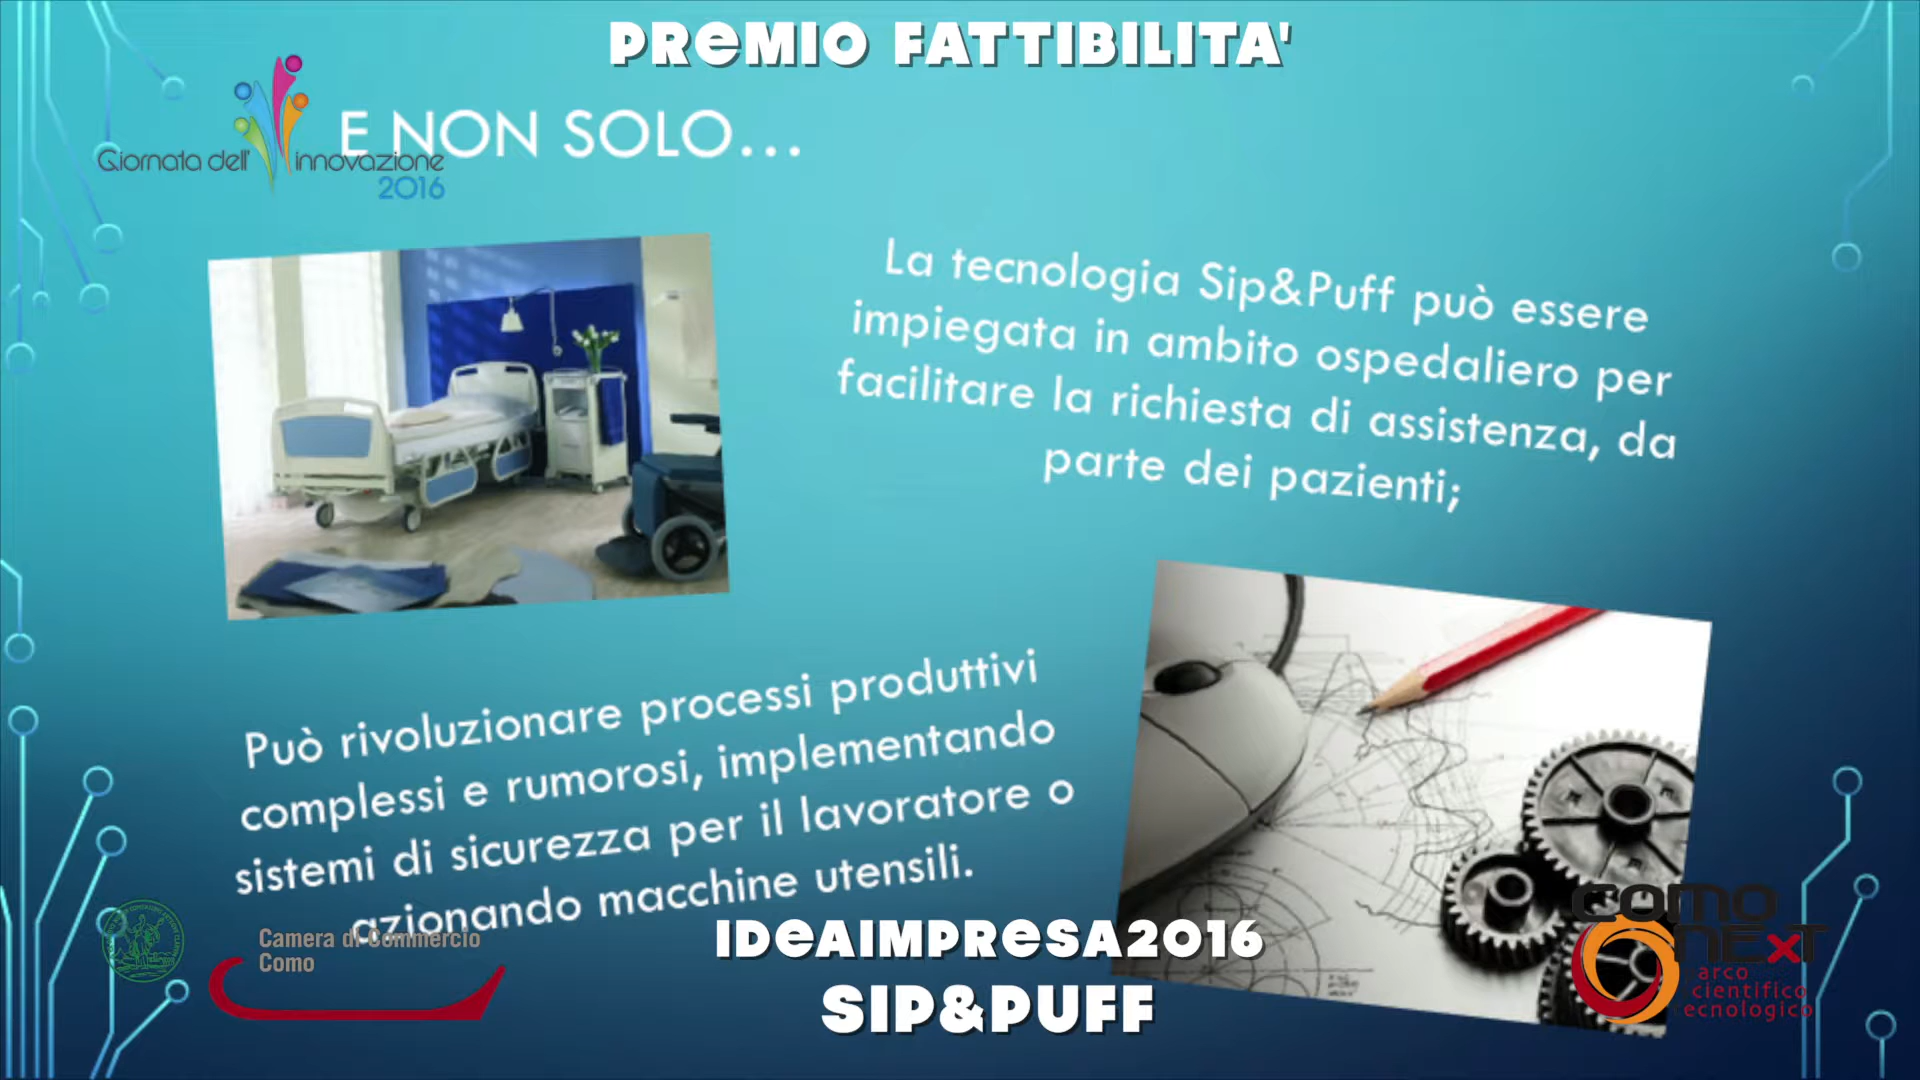 PREMIO FATTIBILITA'
E NON SOLO...
Giornata dell' innovazione
2016
La tecnologia Sip&Puff può essere
impiegata in ambito ospedaliero per
facilitare la richiesta di assistenza, da
parte dei pazienti;
Può rivoluzionare processi produttivi
complessi e rumorosi, implementando
sistemi di sicurezza per il lavoratore o
azionando macchine utensili.
Camera di Commercio
Como
IDEAIMPRESA2016
SIP&PUFF
COMO
NExT
arco
scientifico
tecnologico